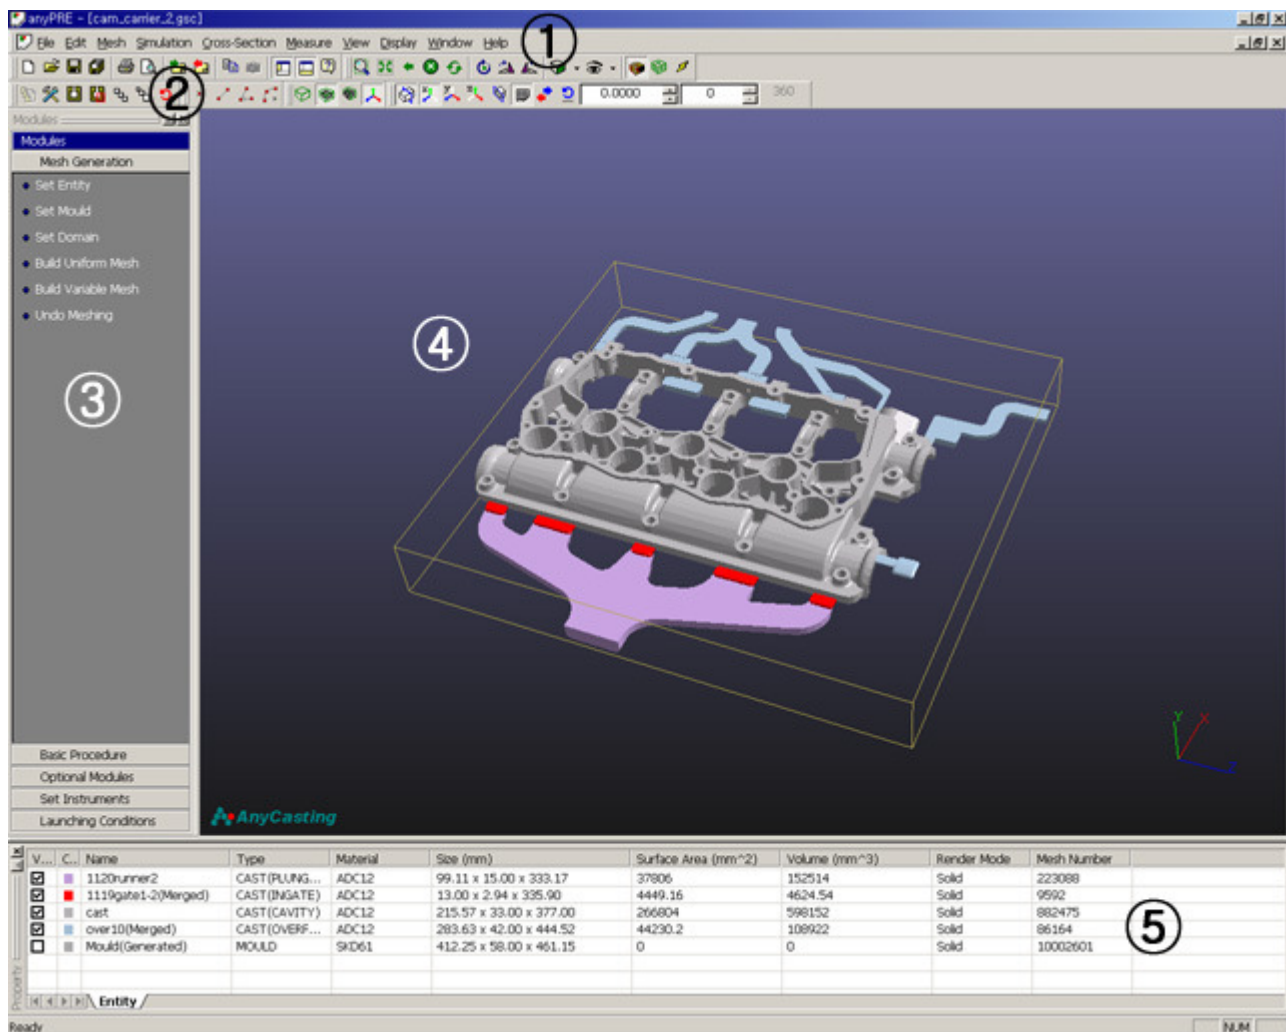 anyPRE - [cam_carrier_2.gsc]
File Edit Mesh Simulation Cross-Section Measure View Display Window Help
①
②
0.0000 0 360
Modules
Modules
Mesh Generation
Set Entity
Set Mould
Set Domain
Build Uniform Mesh
Build Variable Mesh
Undo Meshing
③
④
Basic Procedure
Optional Modules
Set Instruments
Launching Conditions
Y X
Z
AnyCasting
V... C.. Name Type Material Size (mm) Surface Area (mm^2) Volume (mm^3) Render Mode Mesh Number
1120runner2 CAST(PLUNG... ADC12 99.11 x 15.00 x 333.17 37806 152514 Solid 223088
1119gate1-2(Merged) CAST(INGATE) ADC12 13.00 x 2.94 x 335.90 4449.16 4624.54 Solid 9592
cast CAST(CAVITY) ADC12 215.57 x 33.00 x 377.00 266804 598152 Solid 882475
over10(Merged) CAST(OVERF... ADC12 283.63 x 42.00 x 444.52 44230.2 108922 Solid 86164
Mould(Generated) MOULD SKD61 412.25 x 58.00 x 461.15 0 0 Solid 10002601
⑤
Property
Entity
Ready NUM